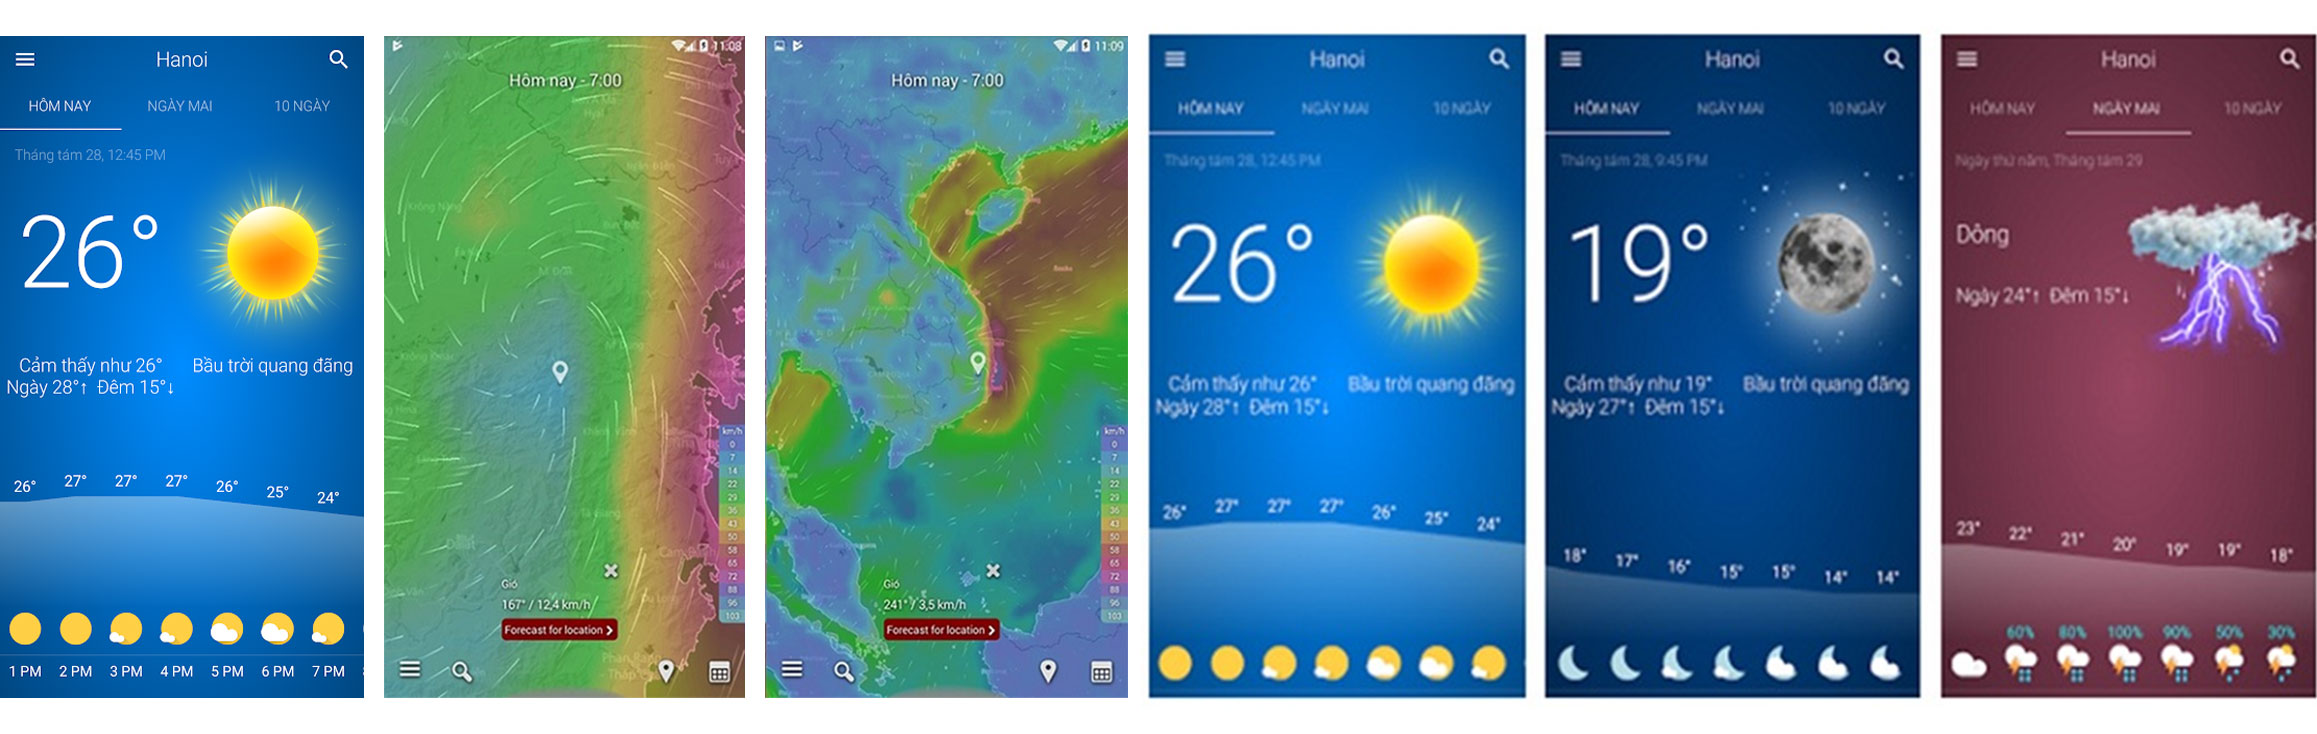 Hanoi
HÔM NAY NGÀY MAI 10 NGÀY
Tháng tám 28, 12:45 PM
26°
Cảm thấy như 26° Bầu trời quang đãng
Ngày 28°↑ Đêm 15°↓
26° 27° 27° 27° 26° 25° 24°
1 PM 2 PM 3 PM 4 PM 5 PM 6 PM 7 PM
11:08
Hôm nay - 7:00
km/h
0
7
14
22
29
36
43
50
58
65
72
88
96
103
Gió
167° / 12,4 km/h
Forecast for location
11:09
Hôm nay - 7:00
km/h
0
7
14
22
29
36
43
50
58
65
72
88
96
103
Gió
241° / 3,5 km/h
Forecast for location
Hanoi
HÔM NAY NGÀY MAI 10 NGÀY
Tháng tám 28, 12:45 PM
26°
Cảm thấy như 26° Bầu trời quang đãng
Ngày 28°↑ Đêm 15°↓
26° 27° 27° 27° 26° 25° 24°
Hanoi
HÔM NAY NGÀY MAI 10 NGÀY
Tháng tám 28, 9:45 PM
19°
Cảm thấy như 19° Bầu trời quang đãng
Ngày 27°↑ Đêm 15°↓
18° 17° 16° 15° 15° 14° 14°
Hanoi
HÔM NAY NGÀY MAI 10 NGÀY
Ngày thứ năm, Tháng tám 29
Dông
Ngày 24°↑ Đêm 15°↓
23° 22° 21° 20° 19° 19° 18°
60% 80% 100% 90% 50% 30%